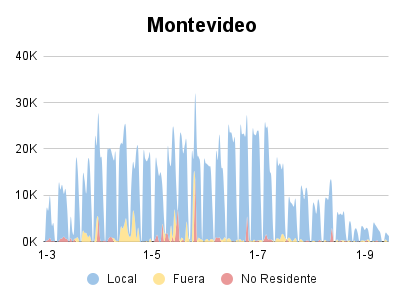 Montevideo
40K
30K
20K
10K
0K
1-3 1-5 1-7 1-9
Local Fuera No Residente